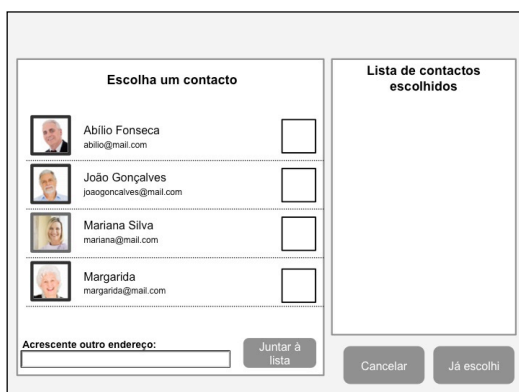 Escolha um contacto
Abílio Fonseca
abilio@mail.com
João Gonçalves
joaogoncalves@mail.com
Mariana Silva
mariana@mail.com
Margarida
margarida@mail.com
Acrescente outro endereço:
Juntar à
lista
Lista de contactos
escolhidos
Cancelar
Já escolhi